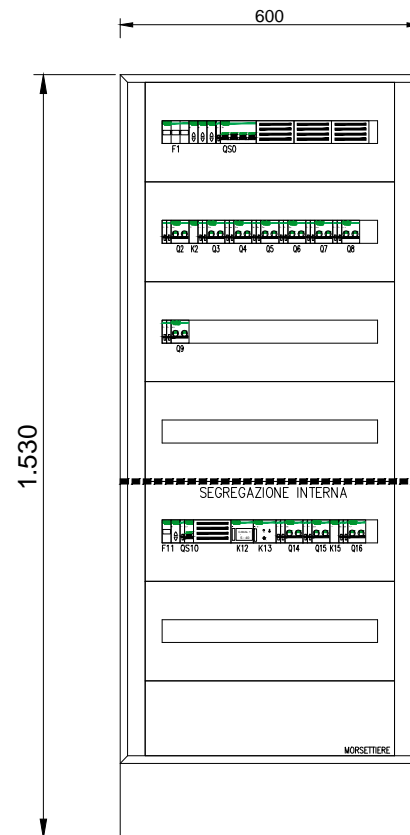 600
1.530
F1 QS0
Q2 K2 Q3 Q4 Q5 Q6 Q7 Q8
Q9
SEGREGAZIONE INTERNA
F11 QS10 K12 K13 Q14 Q15 K15 Q16
MORSETTIERE